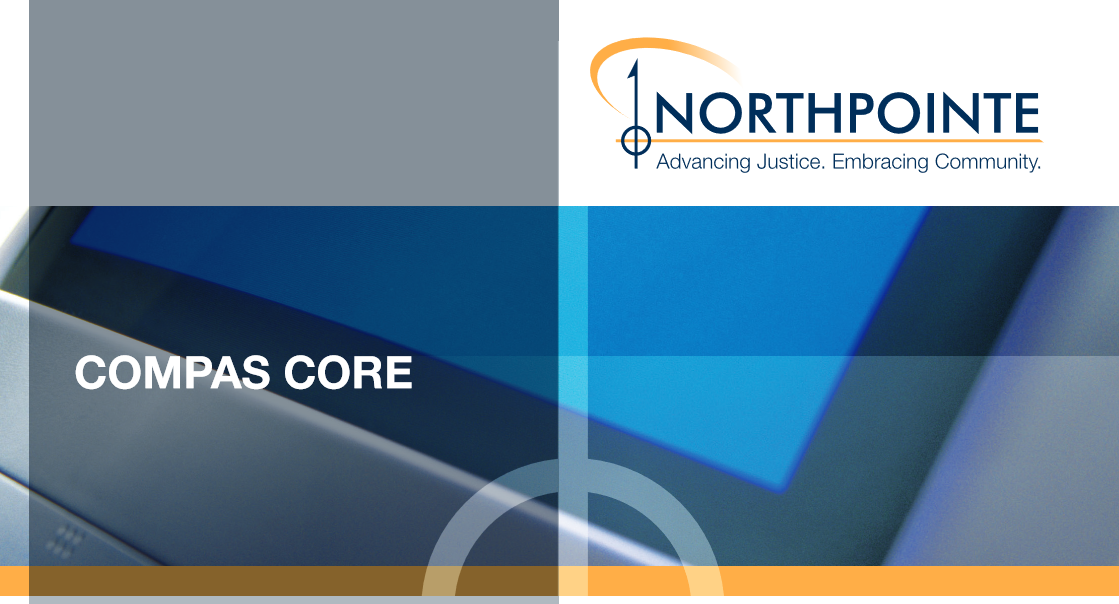 NORTHPOINTE
Advancing Justice. Embracing Community.
COMPAS CORE